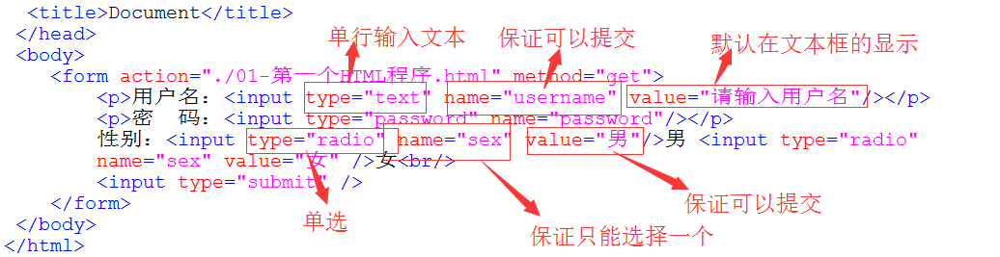 <title>Document</title>
</head>
单行输入文本
保证可以提交
默认在文本框的显示
<body>
<form action="./01-第一个HTML程序.html" method="get">
<p>用户名：<input type="text" name="username" value="请输入用户名"/></p>
<p>密  码：<input type="password" name="password"/></p>
性别：<input type="radio" name="sex" value="男"/>男 <input type="radio"
name="sex" value="女" />女<br/>
<input type="submit" />
</form>
单选
保证可以提交
</body>
保证只能选择一个
</html>